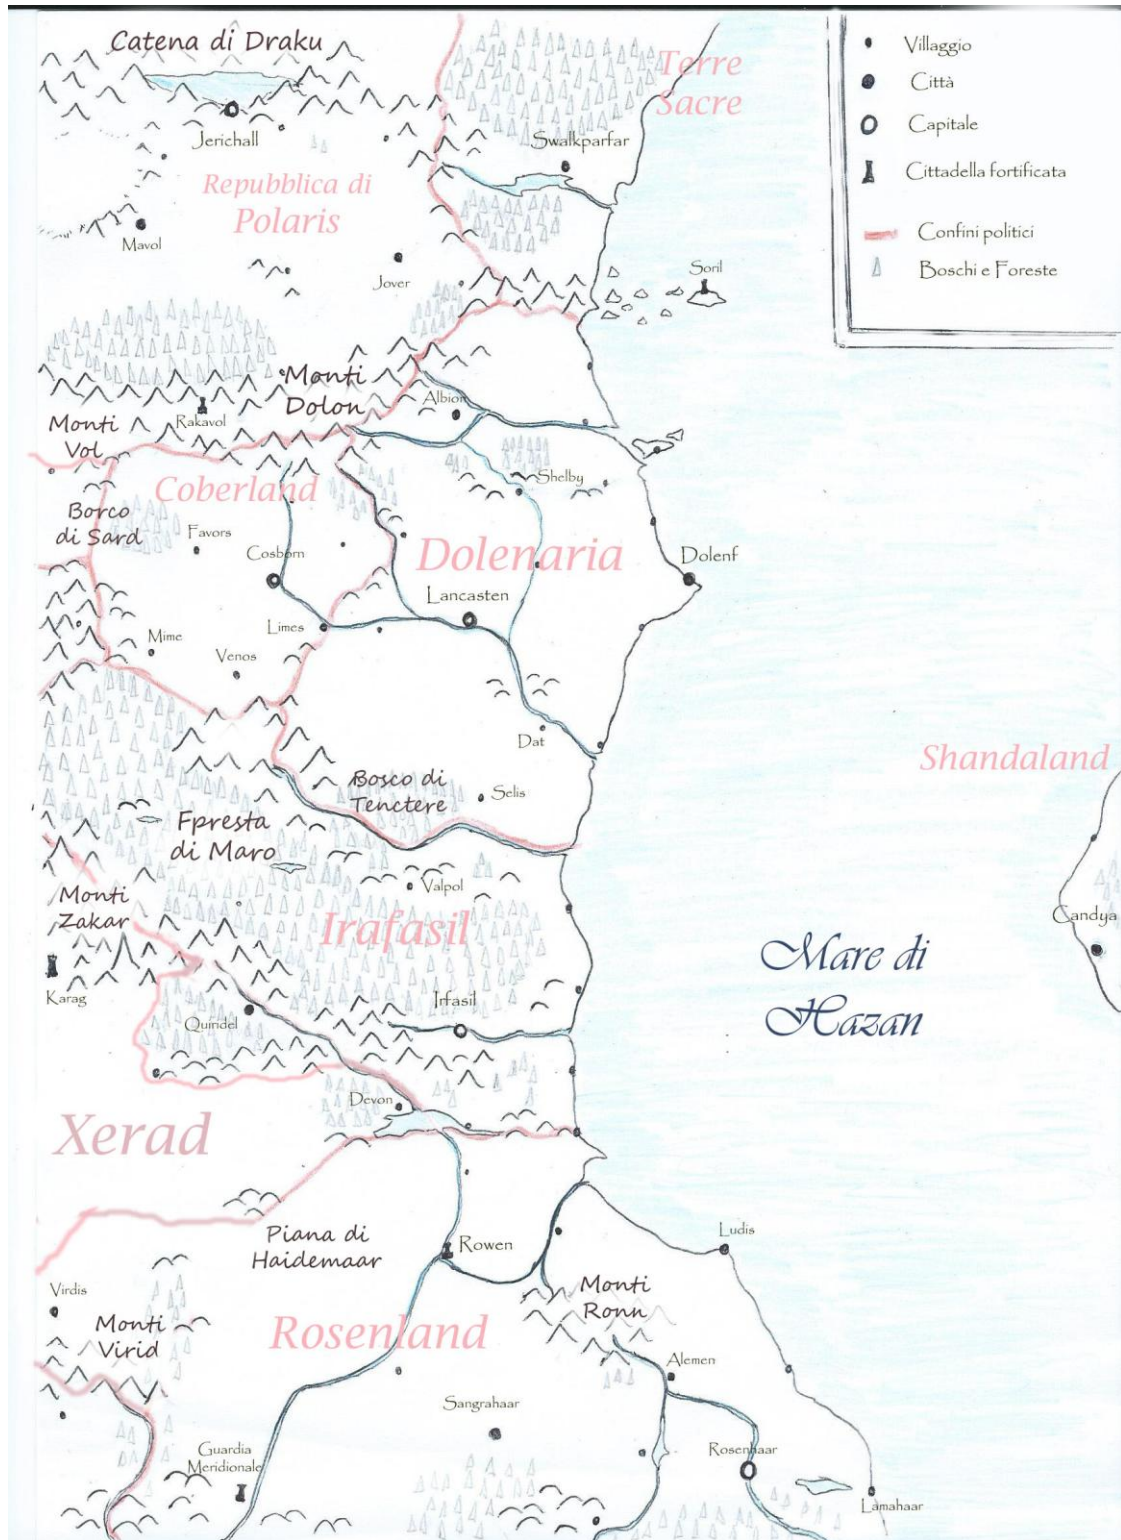 Catena di Draku
Terre
Sacre
Villaggio
Città
Capitale
Cittadella fortificata
Confini politici
Boschi e Foreste
Jerichall
Swalkparfar
Repubblica di
Polaris
Mavol
Jover
Soril
Monti
Dolon
Albion
Rakavol
Monti
Vol
Coberland
Shelby
Borco
di Sard
Favors
Cosborn
Dolenaria
Dolenf
Lancasten
Limes
Mime
Venos
Dat
Shandaland
Bosco di
Tenctere
Selis
Fpresta
di Maro
Valpol
Monti
Zakar
Irafasil
Candya
Mare di
Hazan
Karag
Irfasil
Quindel
Devon
Xerad
Piana di
Haidemaar
Rowen
Ludis
Virdis
Monti
Ronn
Monti
Virid
Rosenland
Alemen
Sangrahaar
Guardia
Meridionale
Rosenhaar
Lamahaar